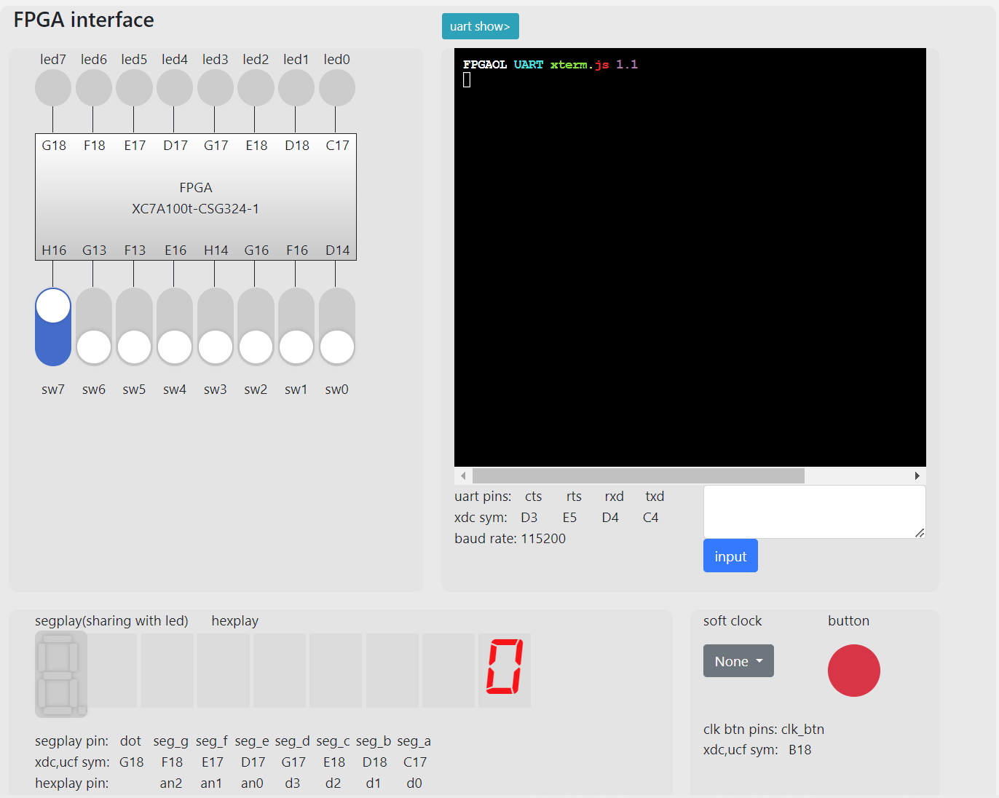 FPGA interface
uart show>
led7 led6 led5 led4 led3 led2 led1 led0
G18 F18 E17 D17 G17 E18 D18 C17
FPGA
XC7A100t-CSG324-1
H16 G13 F13 E16 H14 G16 F16 D14
sw7 sw6 sw5 sw4 sw3 sw2 sw1 sw0
FPGAOL UART xterm.js 1.1
uart pins: cts rts rxd txd
xdc sym: D3 E5 D4 C4
baud rate: 115200
input
segplay(sharing with led) hexplay
0
segplay pin: dot seg_g seg_f seg_e seg_d seg_c seg_b seg_a
xdc,ucf sym: G18 F18 E17 D17 G17 E18 D18 C17
hexplay pin: an2 an1 an0 d3 d2 d1 d0
soft clock button
None
clk btn pins: clk_btn
xdc,ucf sym: B18